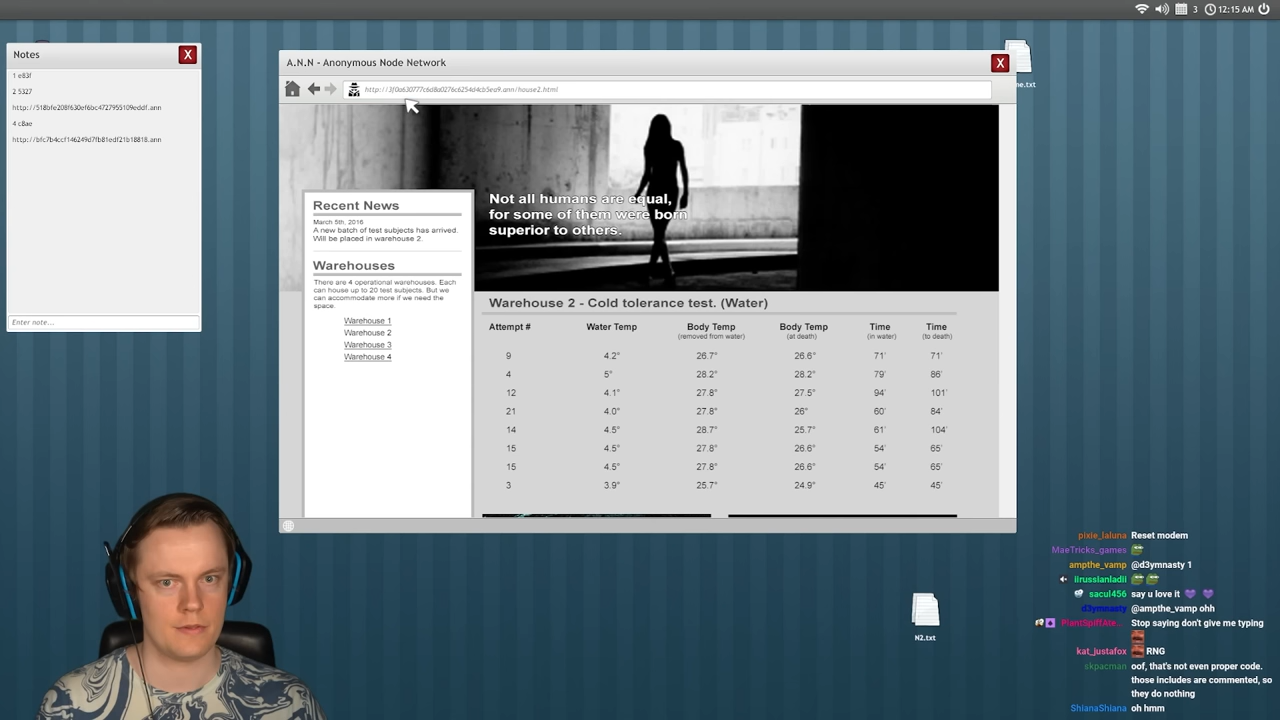 3
12:15 AM
Notes
X
1 e83f
2 5327
http://518bfe208f630ef6bc4727955109eddf.ann
4 c8ae
http://bfc7b4ccf146249d7fb81edf21b18818.ann
Enter note...
A.N.N - Anonymous Node Network
X
http://3f0a630777c6d8a0276c6254d4cb5ea9.ann/house2.html
Not all humans are equal,
for some of them were born
superior to others.
Recent News
March 5th, 2016
A new batch of test subjects has arrived.
Will be placed in warehouse 2.
Warehouses
There are 4 operational warehouses. Each
can house up to 20 test subjects. But we
can accommodate more if we need the
space.
Warehouse 1
Warehouse 2
Warehouse 3
Warehouse 4
Warehouse 2 - Cold tolerance test. (Water)
Attempt # Water Temp Body Temp Body Temp Time Time
(removed from water) (at death) (in water) (to death)
9 4.2° 26.7° 26.6° 71' 71'
4 5° 28.2° 28.2° 79' 86'
12 4.1° 27.8° 27.5° 94' 101'
21 4.0° 27.8° 26° 60' 84'
14 4.5° 28.7° 25.7° 61' 104'
15 4.5° 27.8° 26.6° 54' 65'
15 4.5° 27.8° 26.6° 54' 65'
3 3.9° 25.7° 24.9° 45' 45'
me.txt
N2.txt
pixie_laluna Reset modem
MaeTricks_games
ampthe_vamp @d3ymnasty 1
iirussianladii
sacul456 say u love it
d3ymnasty @ampthe_vamp ohh
PlantSpiffAte... Stop saying don't give me typing
kat_justafox RNG
skpacman oof, that's not even proper code.
those includes are commented, so
they do nothing
ShianaShiana oh hmm